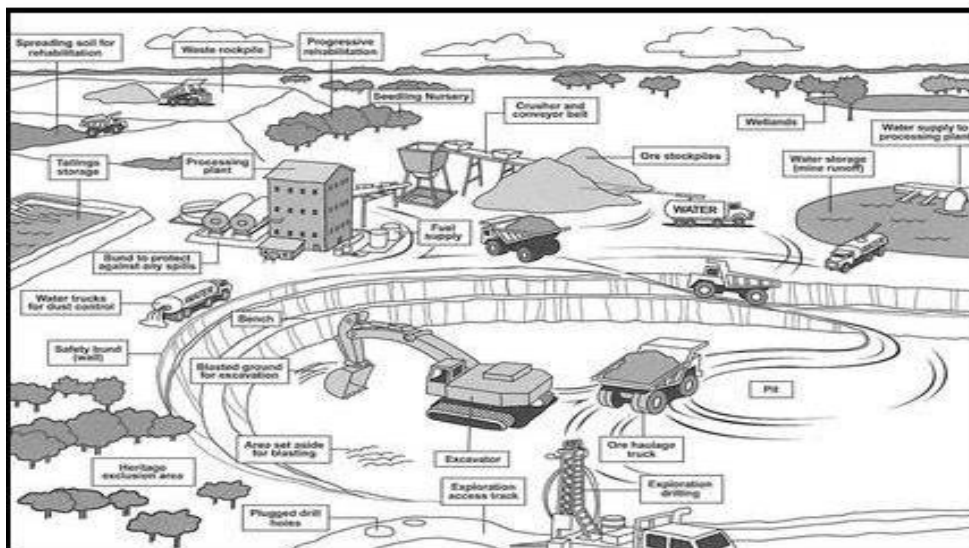 Spreading soil for
rehabilitation
Waste rockpile
Progressive
rehabilitation
Seedling Nursery
Crusher and
conveyor belt
Wetlands
Water supply to
processing plant
Tailings
storage
Processing
plant
Ore stockpiles
Water storage
(mine runoff)
WATER
Fuel
supply
Bund to protect
against any spills
Water trucks
for dust control
WATER
Bench
Safety bund
(wall)
Blasted ground
for excavation
Pit
Area set aside
for blasting
Excavator
Ore haulage
truck
Heritage
exclusion area
Exploration
access track
Exploration
drilling
Plugged drill
holes